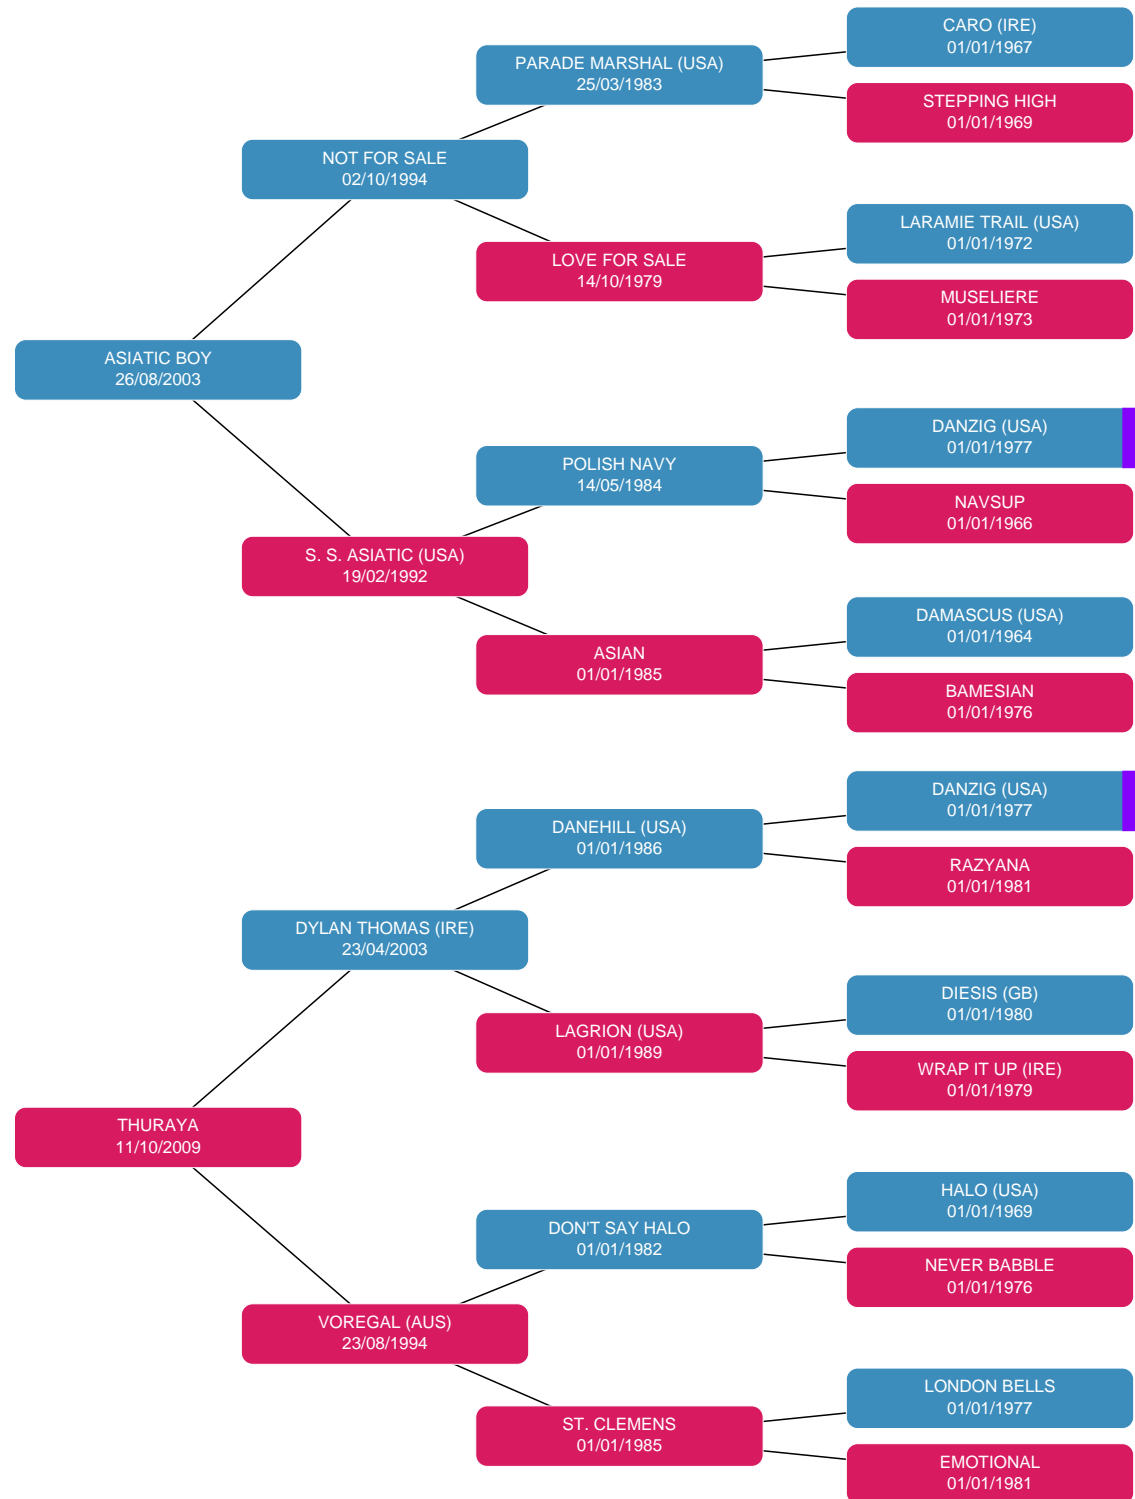 CARO (IRE)
01/01/1967
PARADE MARSHAL (USA)
25/03/1983
STEPPING HIGH
01/01/1969
NOT FOR SALE
02/10/1994
LARAMIE TRAIL (USA)
01/01/1972
LOVE FOR SALE
14/10/1979
MUSELIERE
01/01/1973
ASIATIC BOY
26/08/2003
DANZIG (USA)
01/01/1977
POLISH NAVY
14/05/1984
NAVSUP
01/01/1966
S. S. ASIATIC (USA)
19/02/1992
DAMASCUS (USA)
01/01/1964
ASIAN
01/01/1985
BAMESIAN
01/01/1976
DANZIG (USA)
01/01/1977
DANEHILL (USA)
01/01/1986
RAZYANA
01/01/1981
DYLAN THOMAS (IRE)
23/04/2003
DIESIS (GB)
01/01/1980
LAGRION (USA)
01/01/1989
WRAP IT UP (IRE)
01/01/1979
THURAYA
11/10/2009
HALO (USA)
01/01/1969
DON'T SAY HALO
01/01/1982
NEVER BABBLE
01/01/1976
VOREGAL (AUS)
23/08/1994
LONDON BELLS
01/01/1977
ST. CLEMENS
01/01/1985
EMOTIONAL
01/01/1981